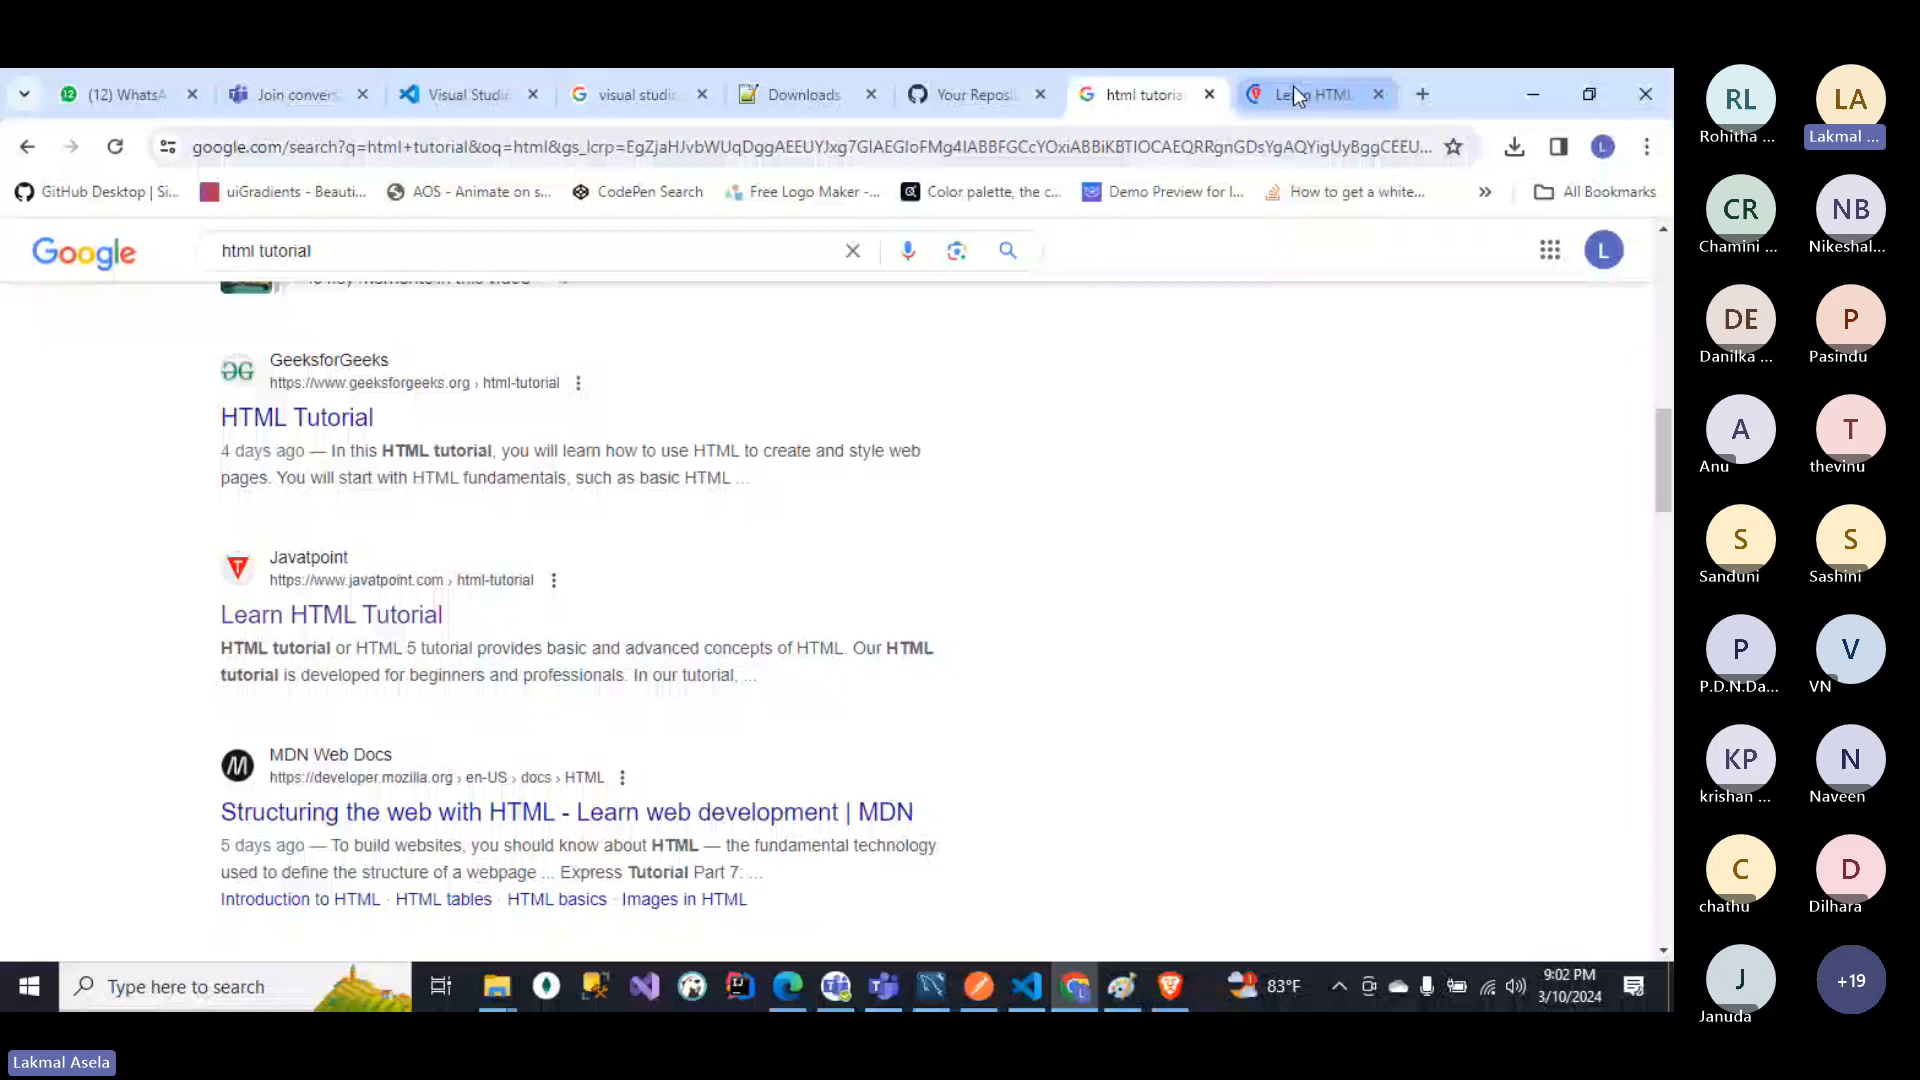 (12) WhatsA
Join convers
Visual Studi
visual studi
Downloads
Your Reposi
html tutoria
Le n HTML
google.com/search?q=html+tutorial&oq=html&gs_lcrp=
GitHub Desktop | Si...
uiGradients - Beauti...
AOS - Animate on s...
CodePen Search
Free Logo Maker -...
Color palette, the c...
Demo Preview for l...
How to get a white...
»
All Bookmarks
Google
html tutorial
L
GeeksforGeeks
https://www.geeksforgeeks.org › html-tutorial
HTML Tutorial
4 days ago — In this HTML tutorial, you will learn how to use HTML to create and style web
pages. You will start with HTML fundamentals, such as basic HTML ...
Javatpoint
https://www.javatpoint.com › html-tutorial
Learn HTML Tutorial
HTML tutorial or HTML 5 tutorial provides basic and advanced concepts of HTML. Our HTML
tutorial is developed for beginners and professionals. In our tutorial, ...
MDN Web Docs
https://developer.mozilla.org › en-US › docs › HTML
Structuring the web with HTML - Learn web development | MDN
5 days ago — To build websites, you should know about HTML — the fundamental technology
used to define the structure of a webpage ... Express Tutorial Part 7: ...
Introduction to HTML · HTML tables · HTML basics · Images in HTML
Type here to search
83°F
9:02 PM
3/10/2024
RL
Rohitha ...
LA
Lakmal ...
CR
Chamini ...
NB
Nikeshal...
DE
Danilka ...
P
Pasindu
A
Anu
T
thevinu
S
Sanduni
S
Sashini
P
P.D.N.Da...
V
VN
KP
krishan ...
N
Naveen
C
chathu
D
Dilhara
J
Januda
+19
Lakmal Asela